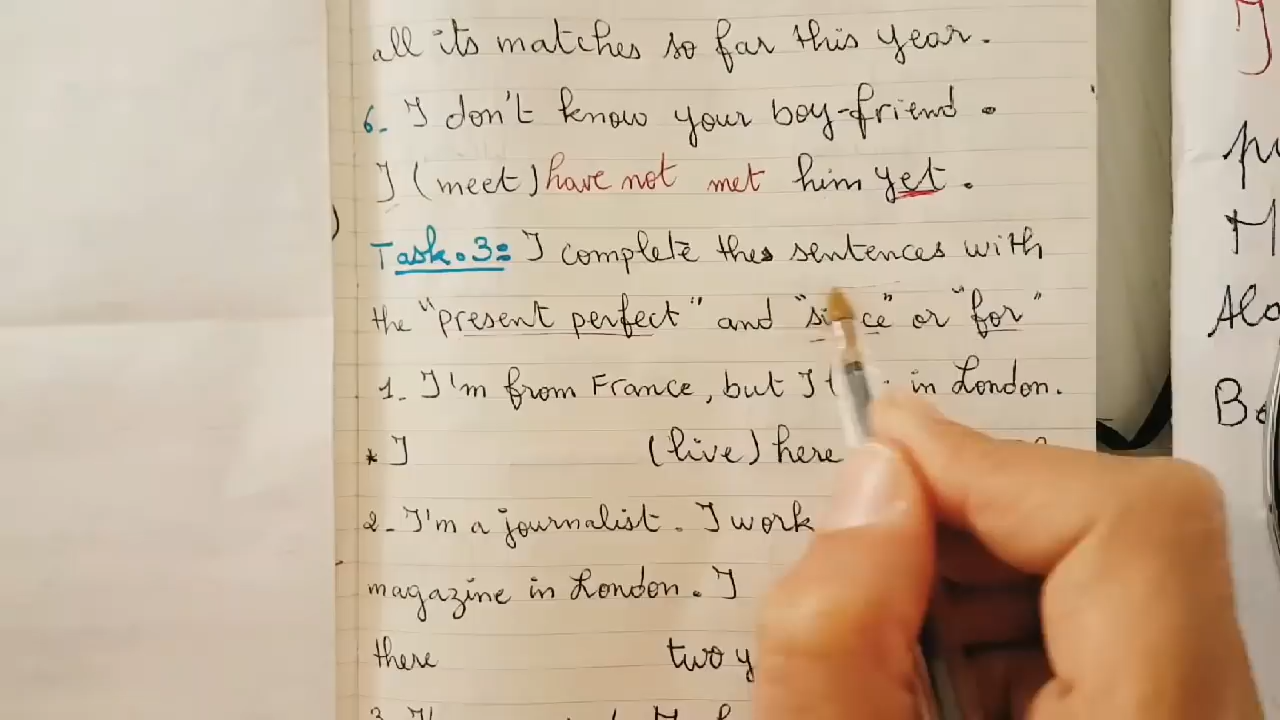 all its matches so far this year.
6. I don't know your boy-friend.
I (meet) have not met him yet.
Task.3: I complete thes sentences with
the "present perfect" and "since" or "for"
1. I'm from France, but I in London.
* I (live) here
2. I'm a journalist. I work
magazine in London. I
there two